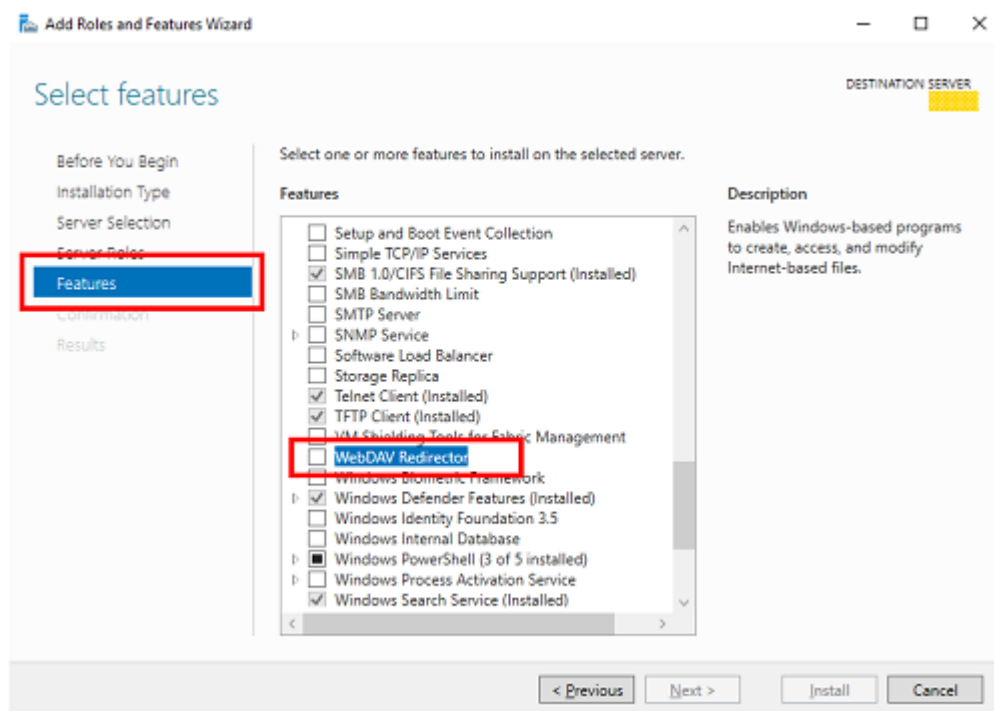 Add Roles and Features Wizard
Select features
DESTINATION SERVER
Before You Begin
Installation Type
Server Selection
Server Roles
Features
Confirmation
Results
Select one or more features to install on the selected server.
Features
Setup and Boot Event Collection
Simple TCP/IP Services
SMB 1.0/CIFS File Sharing Support (Installed)
SMB Bandwidth Limit
SMTP Server
SNMP Service
Software Load Balancer
Storage Replica
Telnet Client (Installed)
TFTP Client (Installed)
VM Shielding Tools for Fabric Management
WebDAV Redirector
Windows Biometric Framework
Windows Defender Features (Installed)
Windows Identity Foundation 3.5
Windows Internal Database
Windows PowerShell (3 of 5 installed)
Windows Process Activation Service
Windows Search Service (Installed)
Description
Enables Windows-based programs
to create, access, and modify
Internet-based files.
< Previous
Next >
Install
Cancel